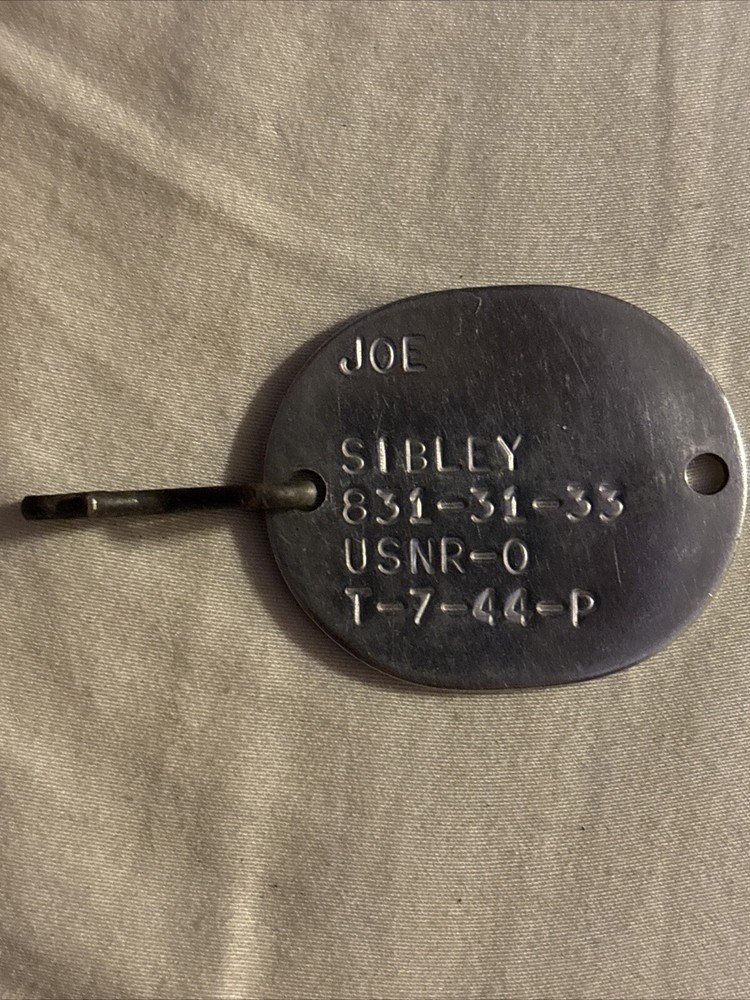 JOE
SIBLEY
831-31-33
USNR-O
T-7-44-P